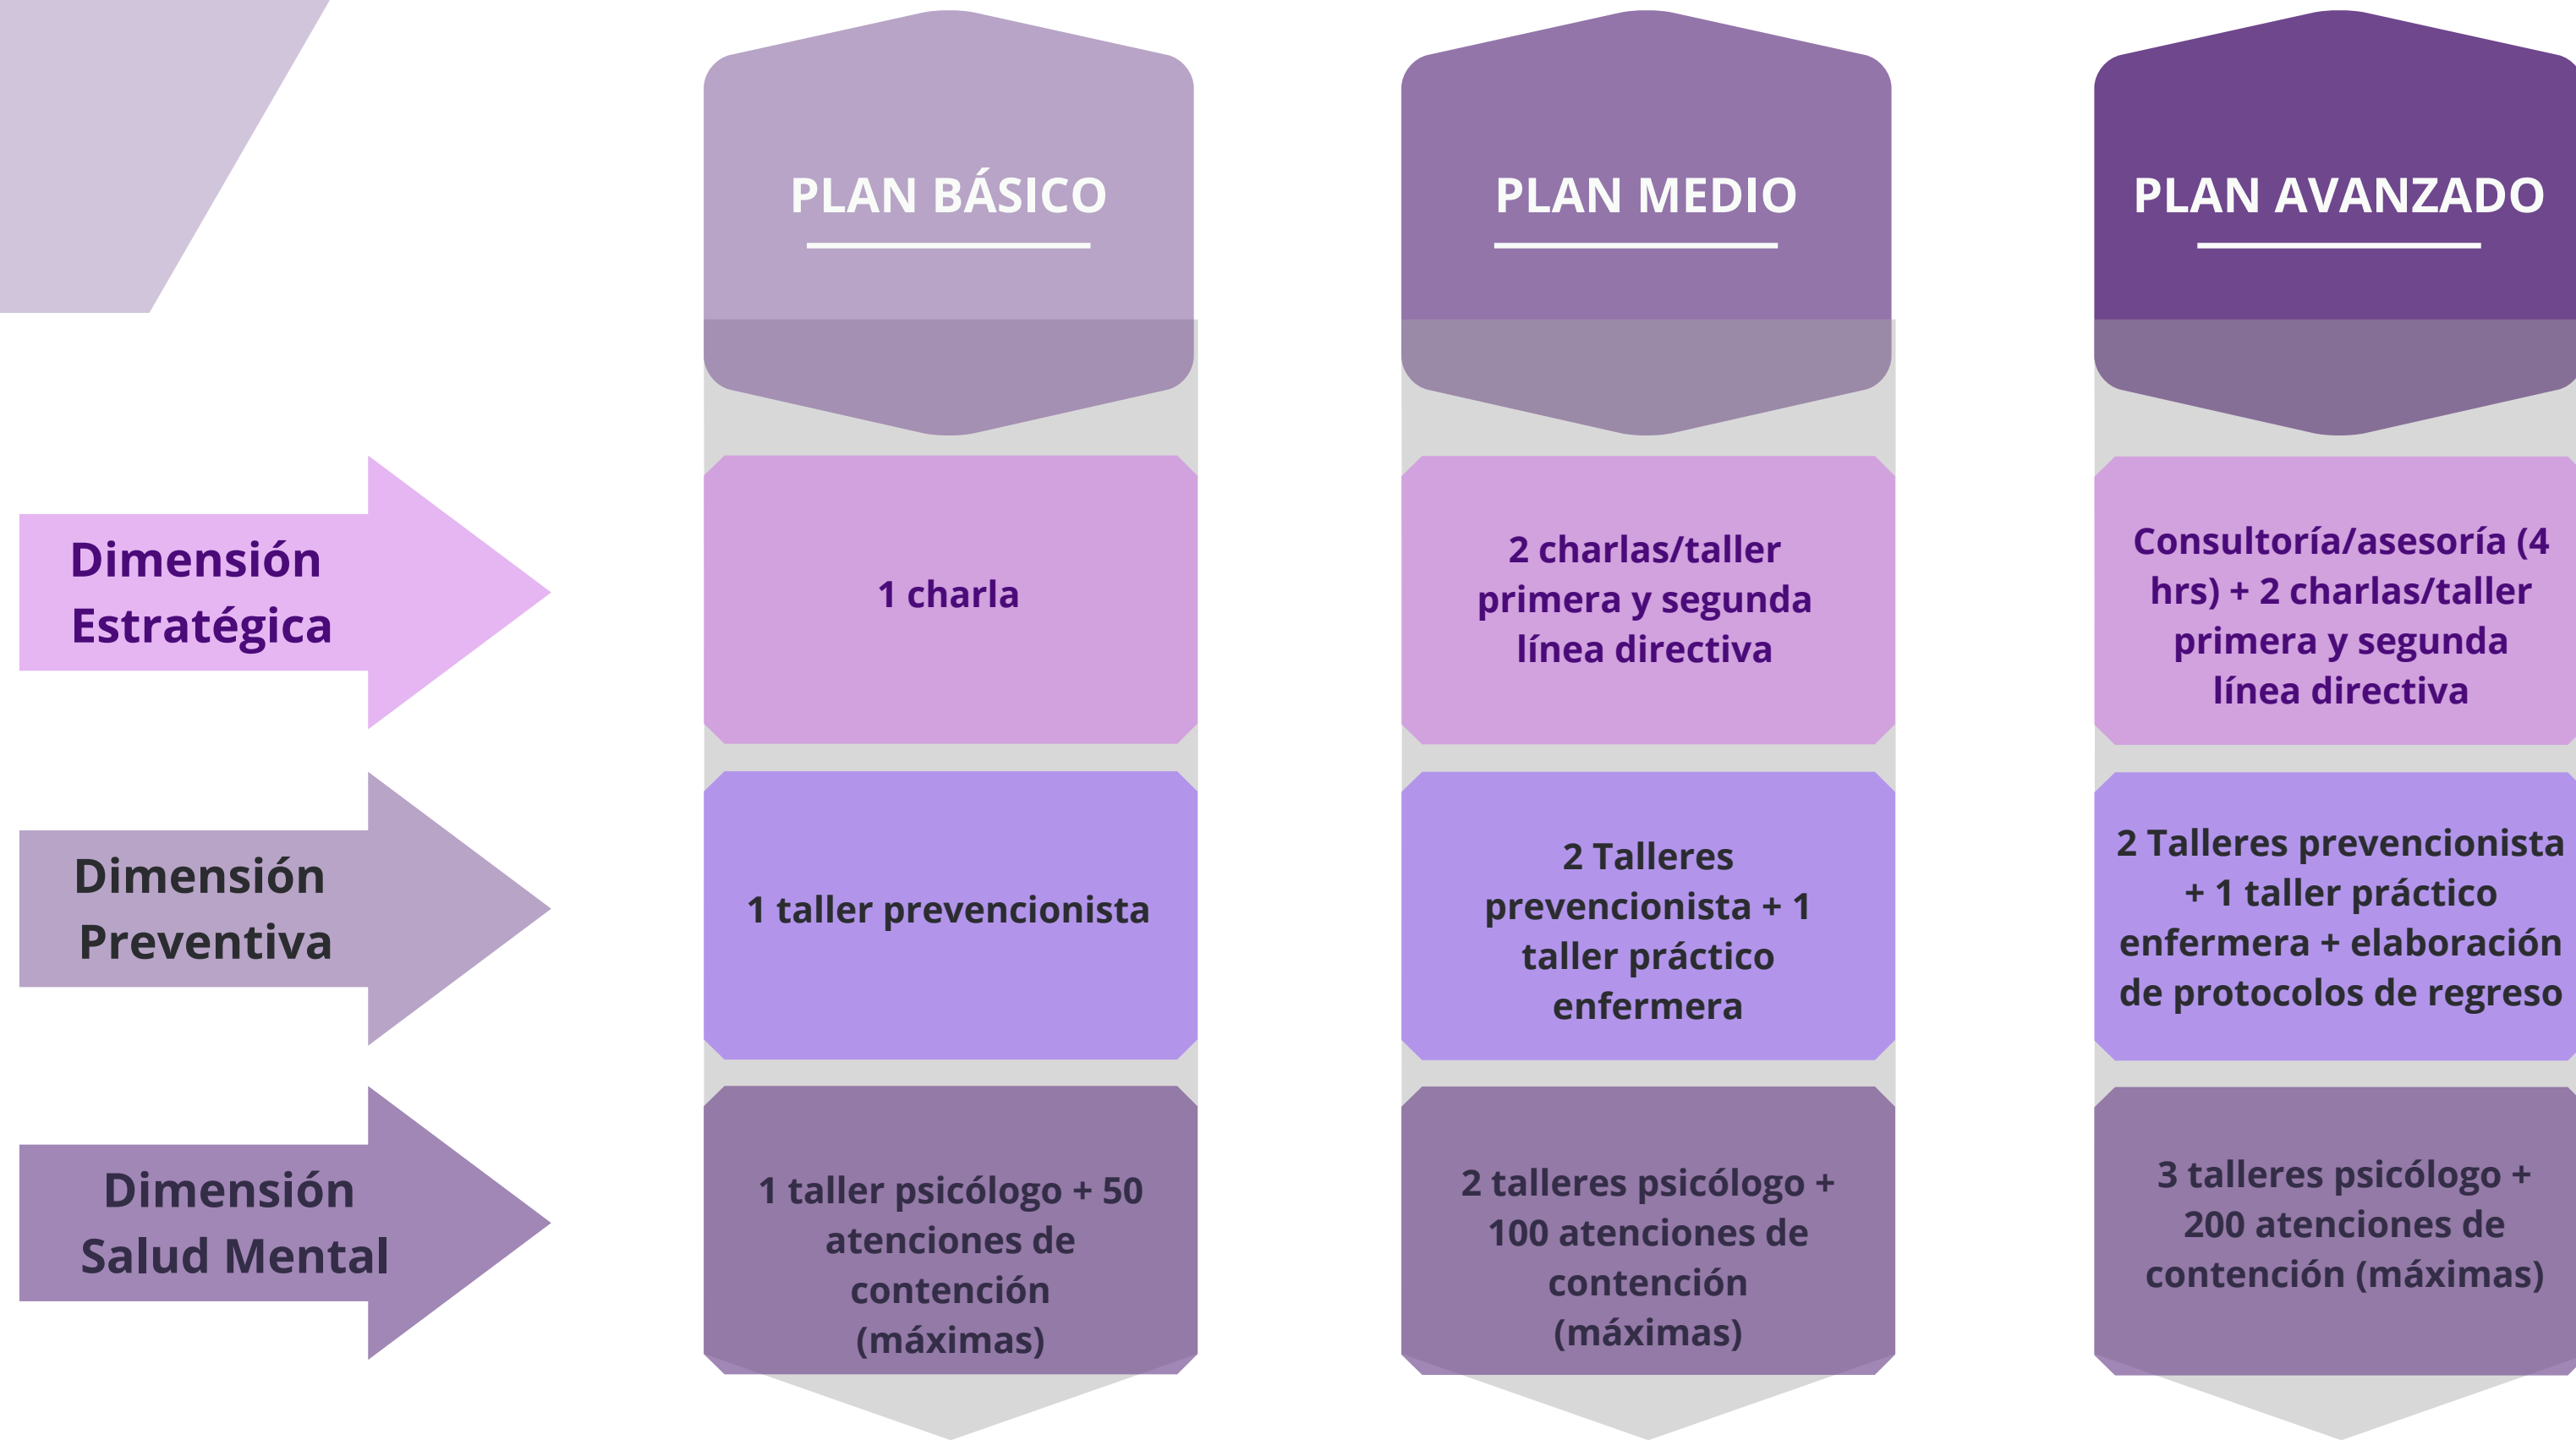 PLAN BÁSICO
PLAN MEDIO
PLAN AVANZADO
Dimensión
Estratégica
1 charla
2 charlas/taller
primera y segunda
línea directiva
Consultoría/asesoría (4
hrs) + 2 charlas/taller
primera y segunda
línea directiva
Dimensión
Preventiva
1 taller prevencionista
2 Talleres
prevencionista + 1
taller práctico
enfermera
2 Talleres prevencionista
+ 1 taller práctico
enfermera + elaboración
de protocolos de regreso
Dimensión
Salud Mental
1 taller psicólogo + 50
atenciones de
contención
(máximas)
2 talleres psicólogo +
100 atenciones de
contención
(máximas)
3 talleres psicólogo +
200 atenciones de
contención (máximas)